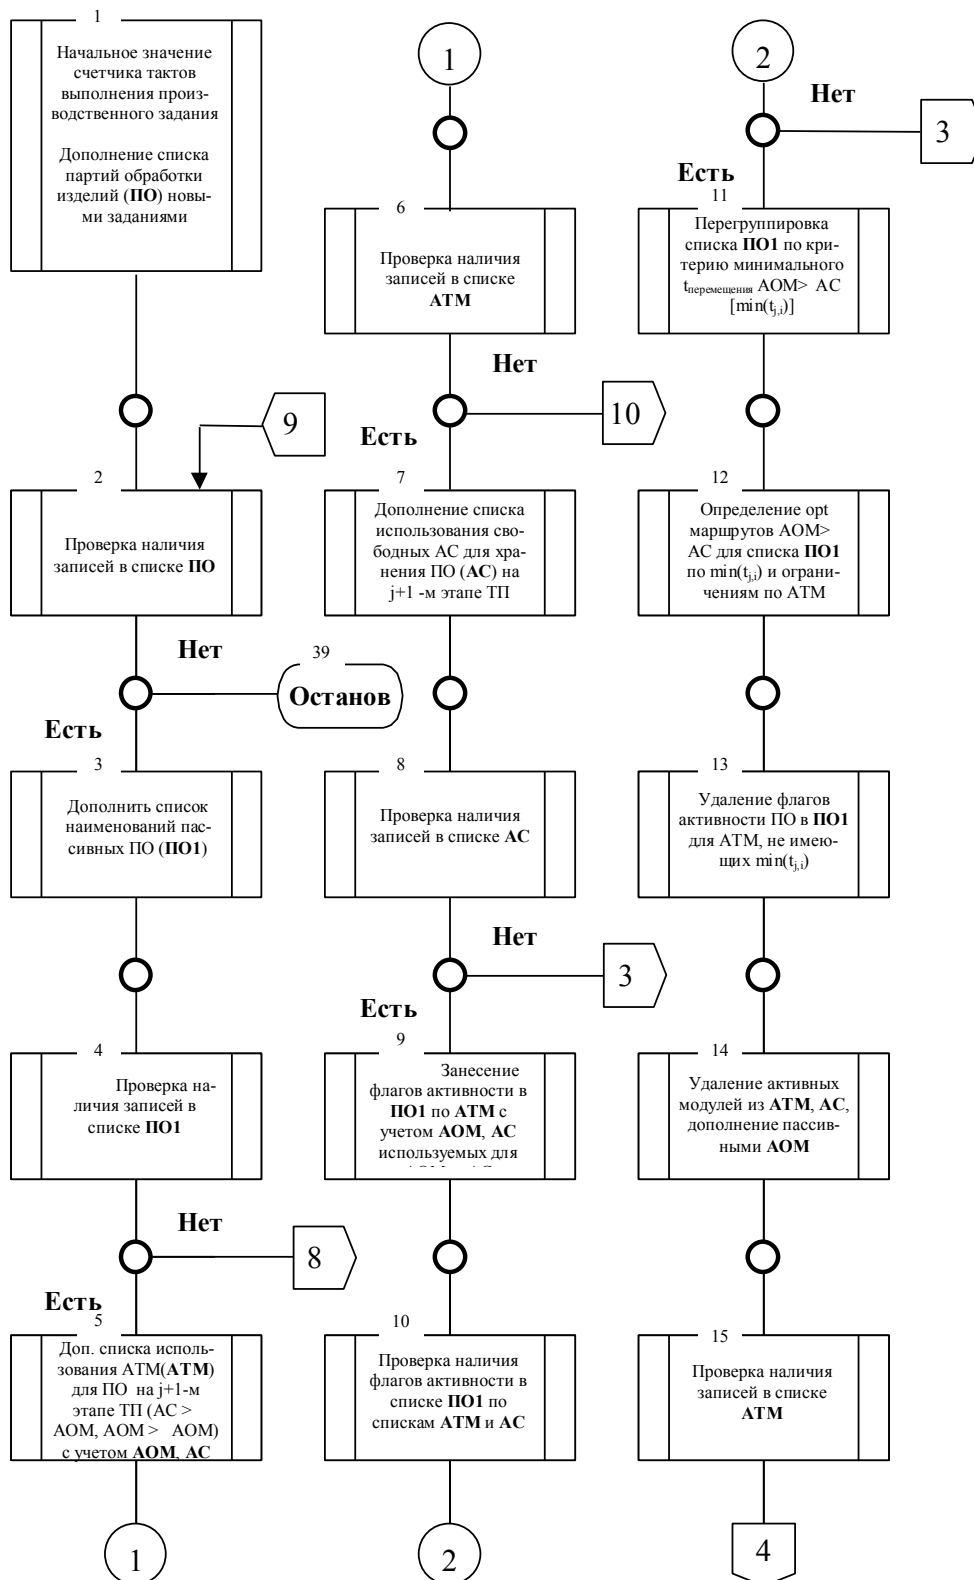 1
Начальное значение
счетчика тактов
выполнения произ-
водственного задания
Дополнение списка
партий обработки
изделий (ПО) новы-
ми заданиями
9
2
Проверка наличия
записей в списке ПО
Нет
39
Останов
Есть
3
Дополнить список
наименований пас-
сивных ПО (ПО1)
4
Проверка на-
личия записей в
списке ПО1
Нет
8
Есть
5
Доп. списка исполь-
зования АТМ(АТМ)
для ПО на j+1-м
этапе ТП (АС >
АОМ, АОМ > АОМ)
с учетом АОМ, АС
1
1
6
Проверка наличия
записей в списке
АТМ
Нет
10
Есть
7
Дополнение списка
использования сво-
бодных АС для хра-
нения ПО (АС) на
j+1 -м этапе ТП
8
Проверка наличия
записей в списке АС
Нет
3
Есть
9
Занесение
флагов активности в
ПО1 по АТМ с
учетом АОМ, АС
используемых для
10
Проверка наличия
флагов активности в
списке ПО1 по
спискам АТМ и АС
2
2
Нет
3
Есть
11
Перегруппировка
списка ПО1 по кри-
терию минимального
tперемещения АОМ> АС
[min(tj,i)]
12
Определение opt
маршрутов АОМ>
АС для списка ПО1
по min(tj,i) и ограни-
чениям по АТМ
13
Удаление флагов
активности ПО в ПО1
для АТМ, не имею-
щих min(tj,i)
14
Удаление активных
модулей из АТМ, АС,
дополнение пассив-
ными АОМ
15
Проверка наличия
записей в списке
АТМ
4